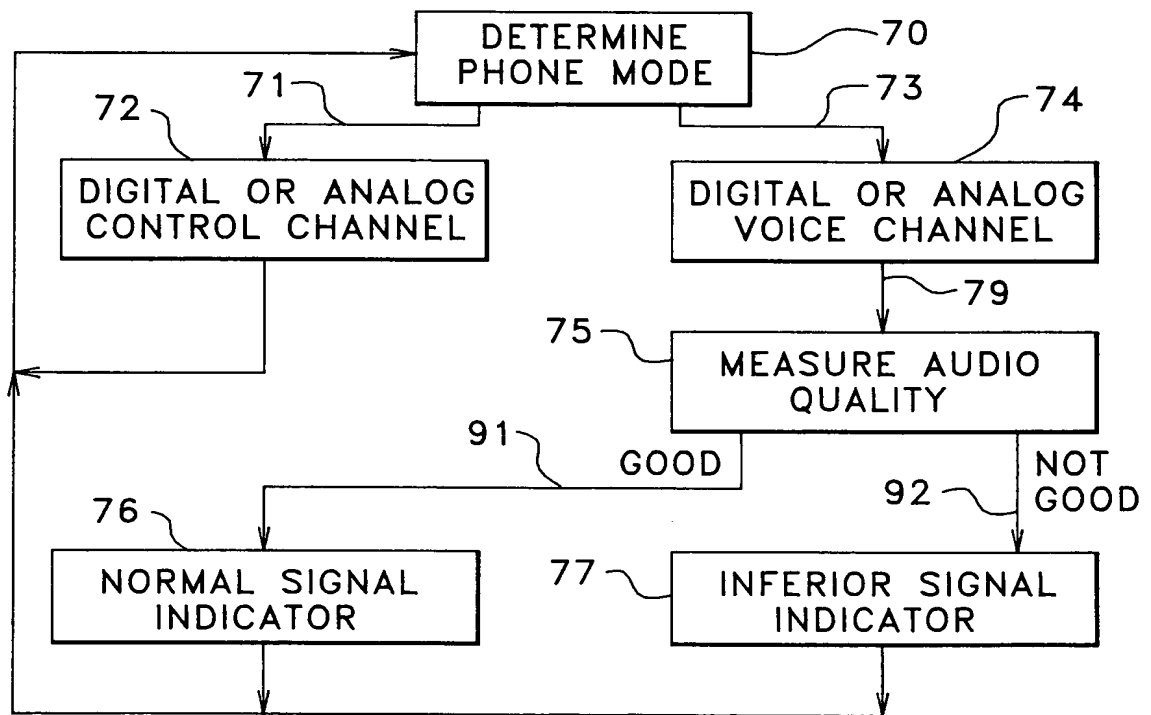 DETERMINE
PHONE MODE
70
71
73
72
74
DIGITAL OR ANALOG
CONTROL CHANNEL
DIGITAL OR ANALOG
VOICE CHANNEL
79
75
MEASURE AUDIO
QUALITY
91
GOOD
NOT
GOOD
92
76
77
NORMAL SIGNAL
INDICATOR
INFERIOR SIGNAL
INDICATOR